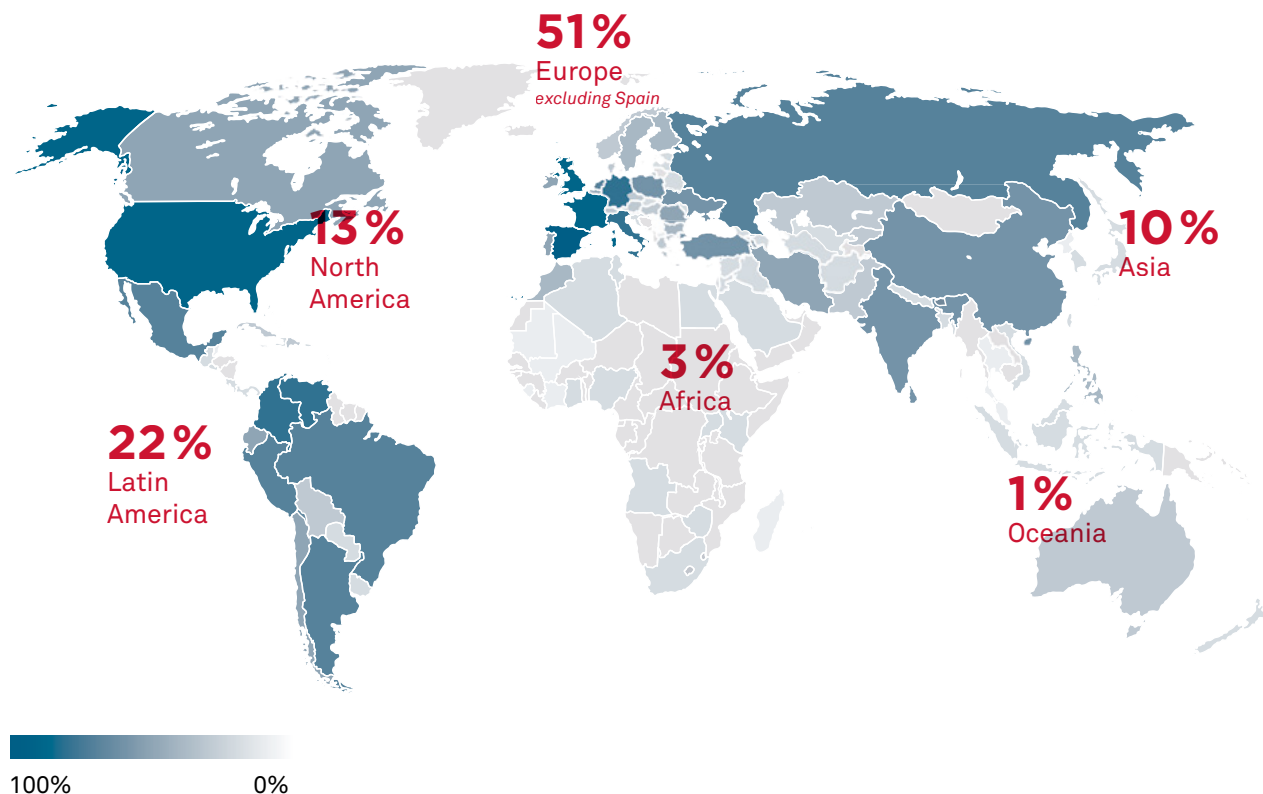 51%
Europe
excluding Spain
13%
North
America
10%
Asia
3%
Africa
22%
Latin
America
1%
Oceania
100%
0%